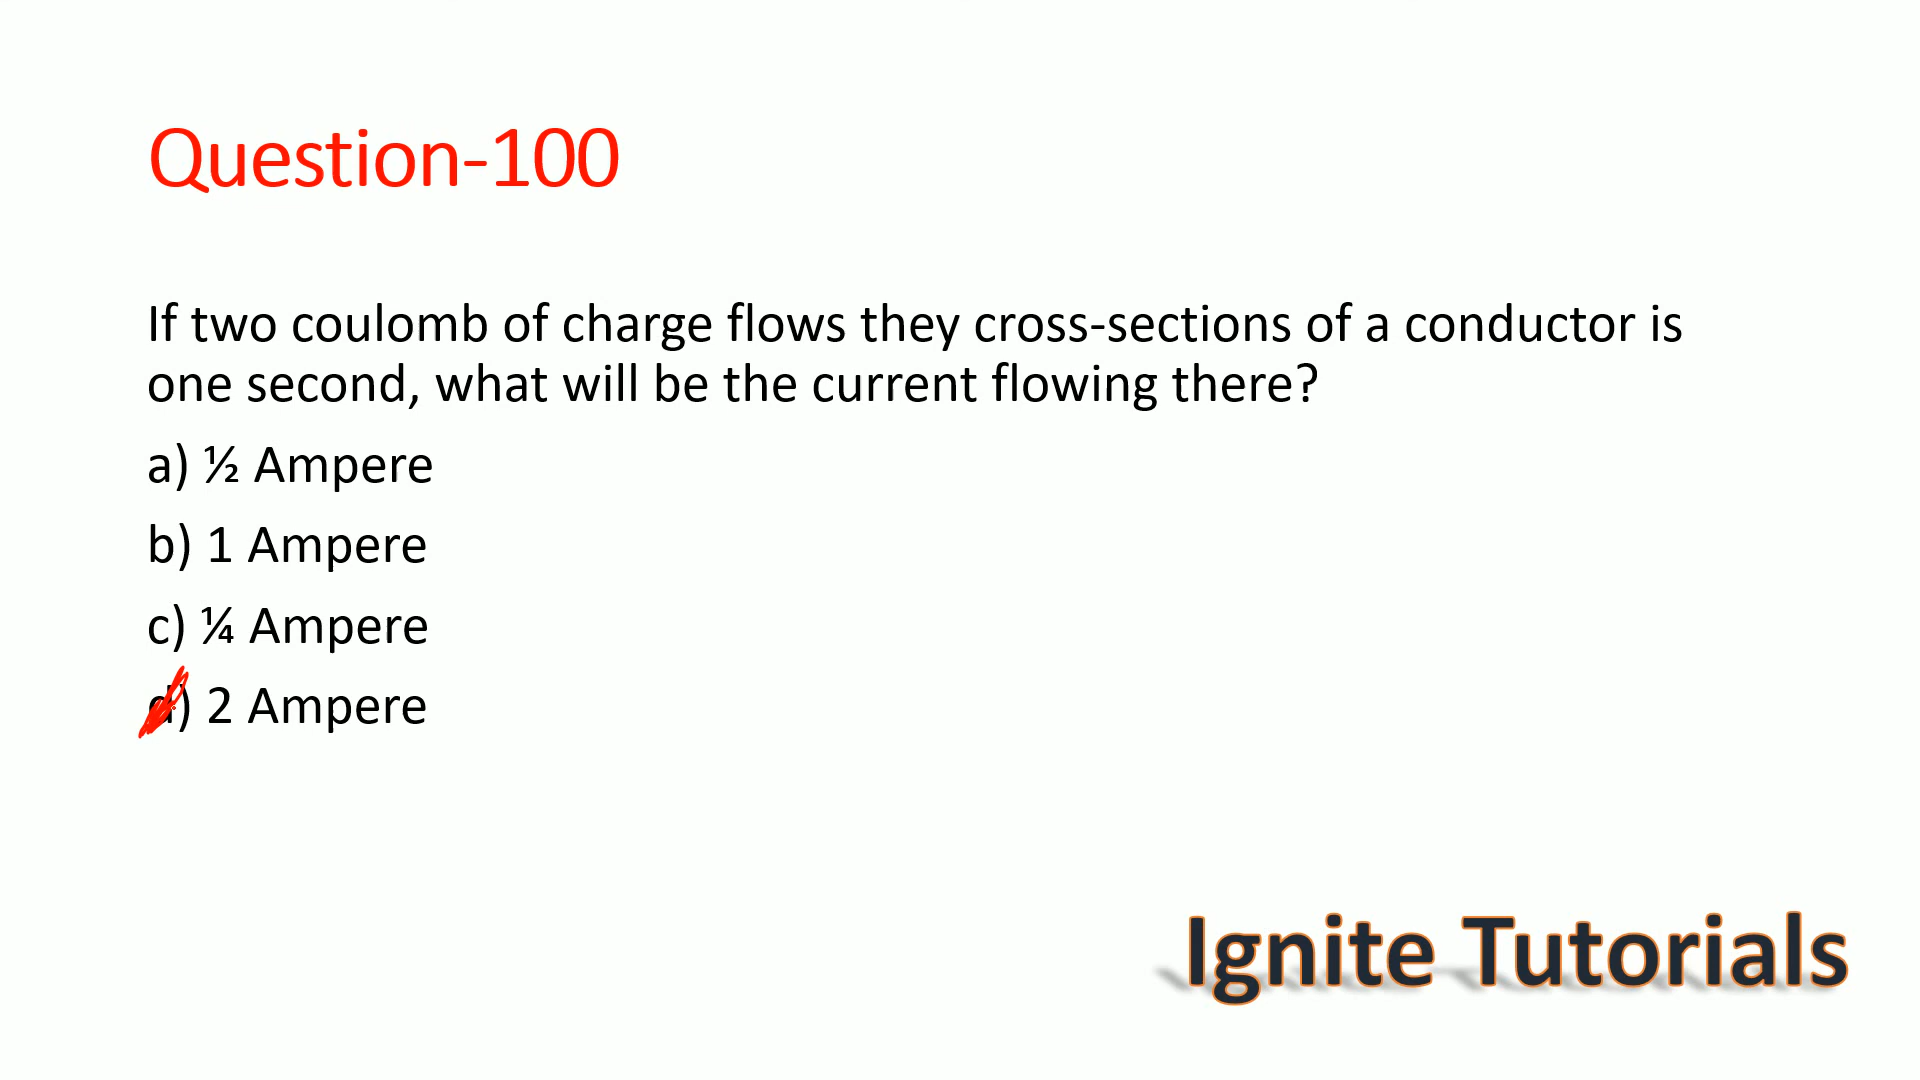 Question-100
If two coulomb of charge flows they cross-sections of a conductor is
one second, what will be the current flowing there?
a) ½ Ampere
b) 1 Ampere
c) ¼ Ampere
d) 2 Ampere
Ignite Tutorials